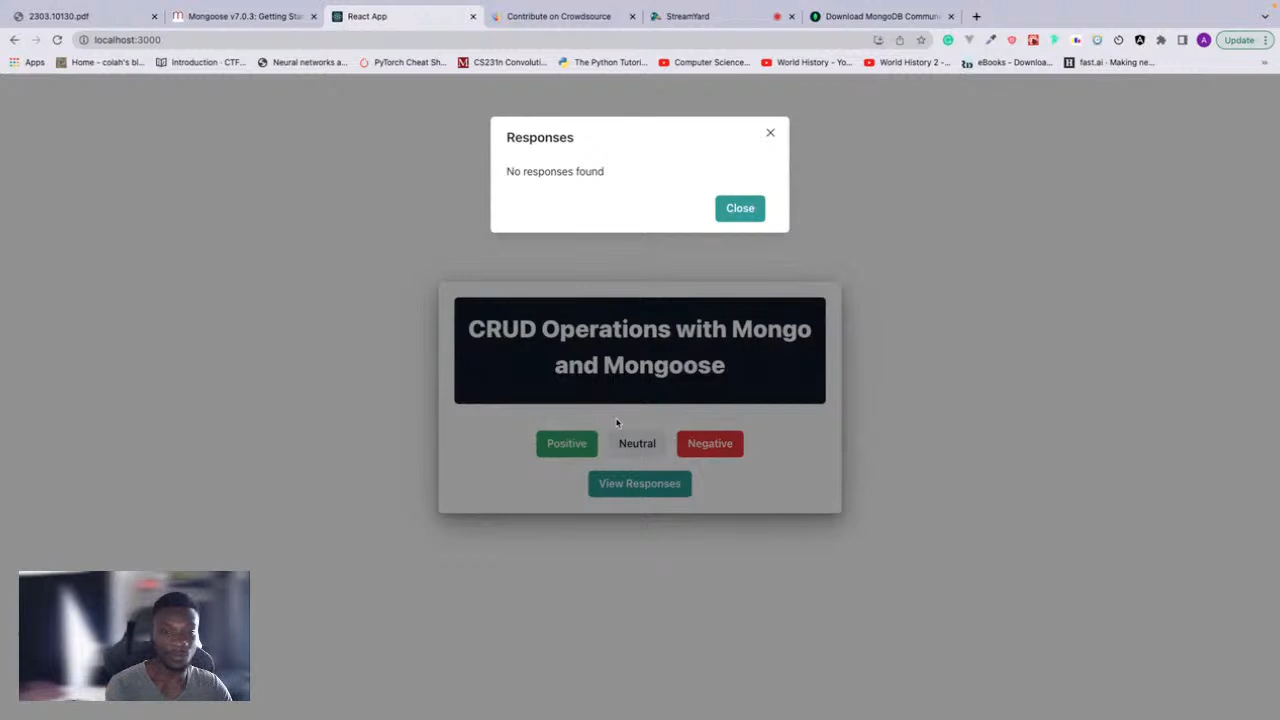 2303.10130.pdf
Mongoose v7.0.3: Getting Star
React App
Contribute on Crowdsource
StreamYard
Download MongoDB Commun
localhost:3000
Update
Apps
Home - colah's bl...
Introduction · CTF...
Neural networks a...
PyTorch Cheat Sh...
CS231n Convoluti...
The Python Tutori...
Computer Science...
World History - Yo...
World History 2 -...
eBooks - Downloa...
fast.ai · Making ne...
Responses
No responses found
Close
CRUD Operations with Mongo
and Mongoose
Positive
Neutral
Negative
View Responses